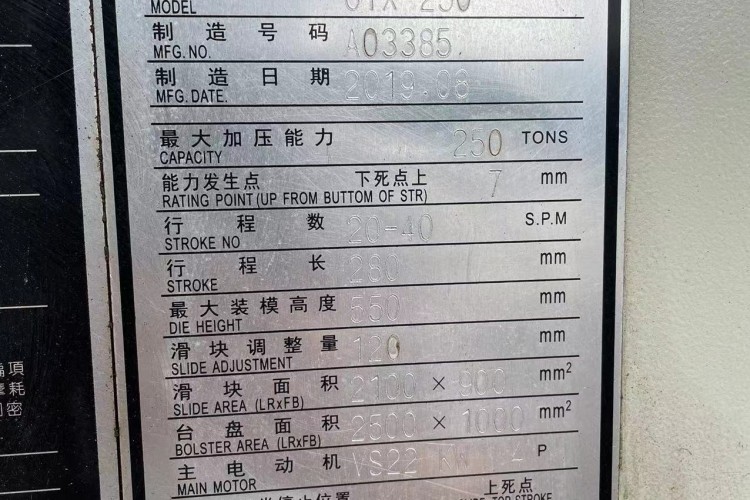 MODEL
制造号码 A03385
MFG.NO.
制造日期 2019.08
MFG.DATE.
最大加压能力 250 TONS
CAPACITY
能力发生点 下死点上 7 mm
RATING POINT(UP FROM BUTTOM OF STR)
行程数 20-40 S.P.M
STROKE NO
行程长 280 mm
STROKE
最大装模高度 550 mm
DIE HEIGHT
滑块调整量 120 mm
SLIDE ADJUSTMENT
滑块面积 2100 × 900 mm²
SLIDE AREA (LRxFB)
台盘面积 2500 × 1000 mm²
BOLSTER AREA (LRxFB)
主电动机 VS22 KW P
MAIN MOTOR
上死点
項
耗
密